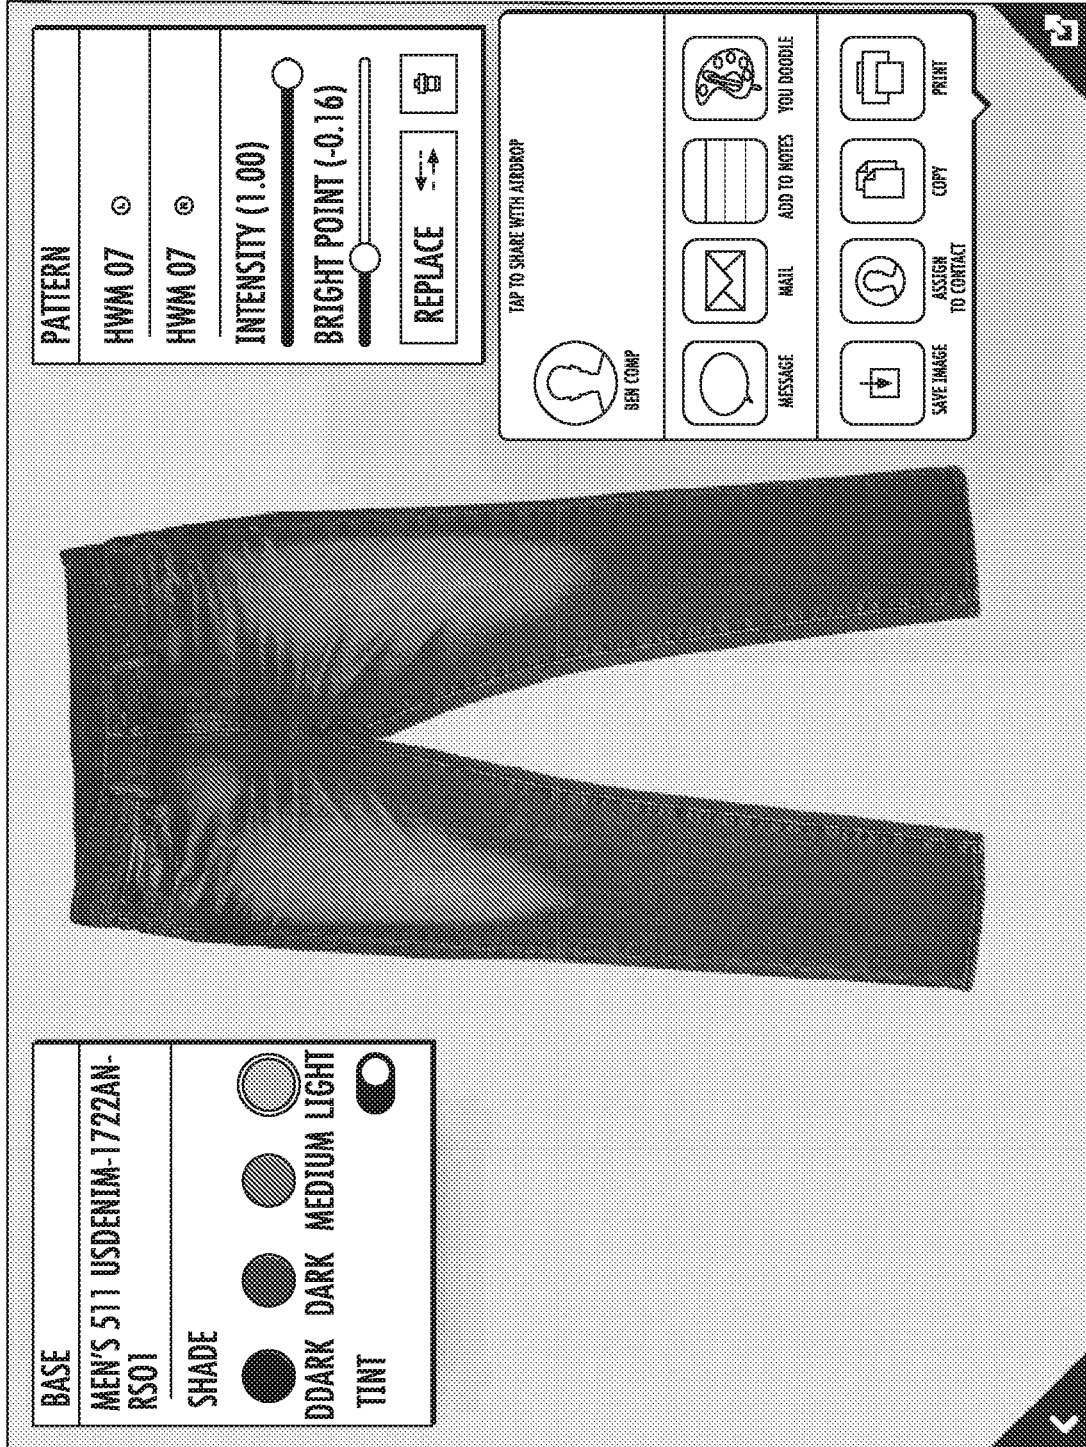 BASE
MEN'S 511 USDENIM-1722AN-
RS01
SHADE
DDARK DARK MEDIUM LIGHT
TINT
PATTERN
HWM 07 L
HWM 07 R
INTENSITY (1.00)
BRIGHT POINT (-0.16)
REPLACE
TAP TO SHARE WITH AIRDROP
BEN COMP
MESSAGE MAIL ADD TO NOTES YOU DOODLE
SAVE IMAGE ASSIGN TO CONTACT COPY PRINT